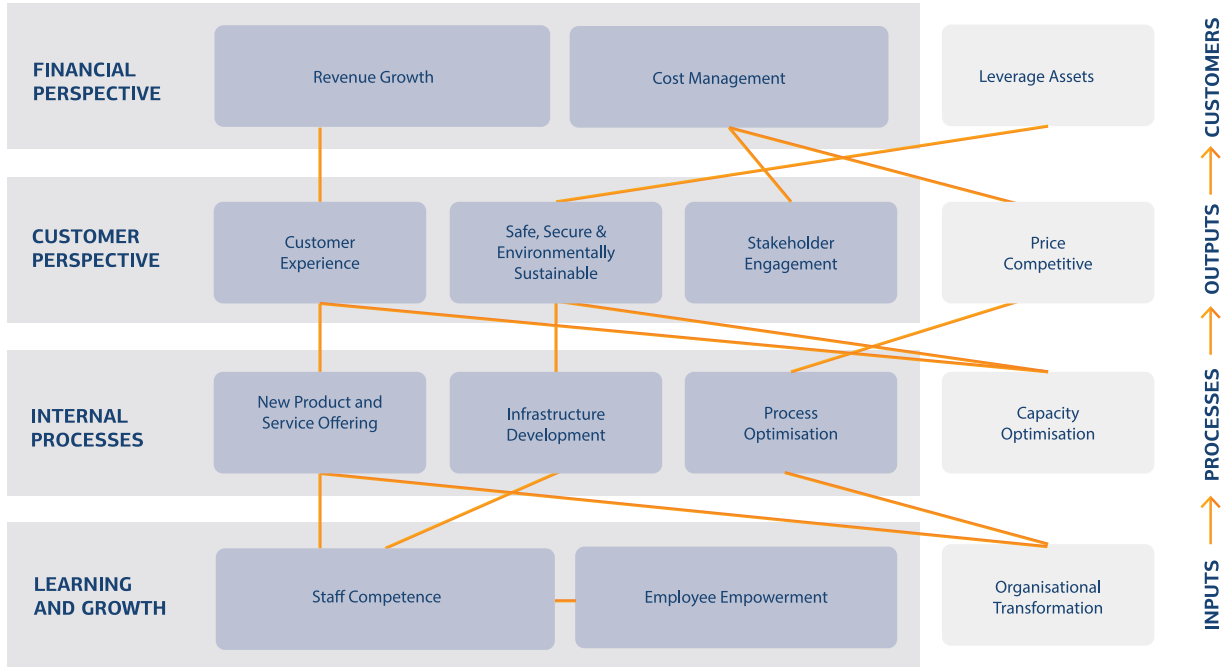 FINANCIAL
PERSPECTIVE
Revenue Growth
Cost Management
Leverage Assets
CUSTOMERS
CUSTOMER
PERSPECTIVE
Customer
Experience
Safe, Secure &
Environmentally
Sustainable
Stakeholder
Engagement
Price
Competitive
OUTPUTS
INTERNAL
PROCESSES
New Product and
Service Offering
Infrastructure
Development
Process
Optimisation
Capacity
Optimisation
PROCESSES
LEARNING
AND GROWTH
Staff Competence
Employee Empowerment
Organisational
Transformation
INPUTS